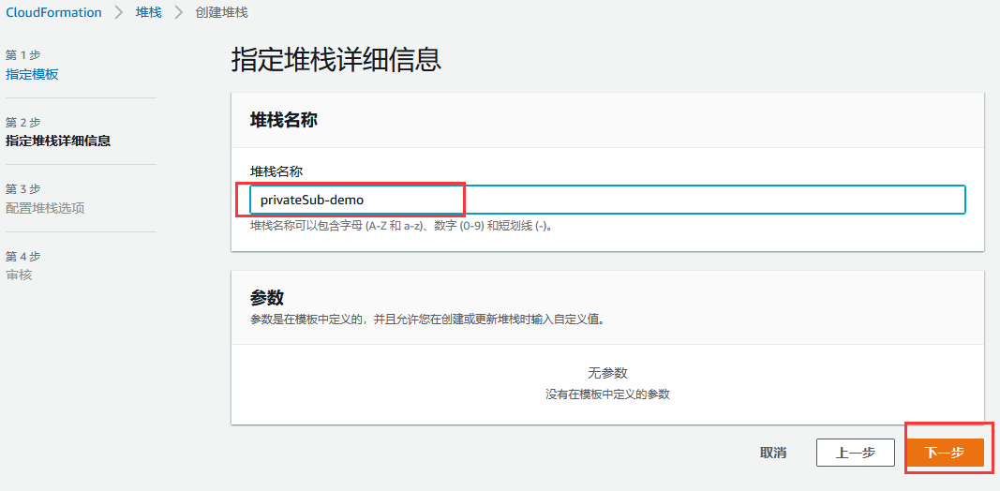 CloudFormation > 堆栈 > 创建堆栈
第 1 步
指定模板
第 2 步
指定堆栈详细信息
第 3 步
配置堆栈选项
第 4 步
审核
指定堆栈详细信息
堆栈名称
堆栈名称
privateSub-demo
堆栈名称可以包含字母 (A-Z 和 a-z)、数字 (0-9) 和短划线 (-)。
参数
参数是在模板中定义的，并且允许您在创建或更新堆栈时输入自定义值。
无参数
没有在模板中定义的参数
取消 上一步 下一步